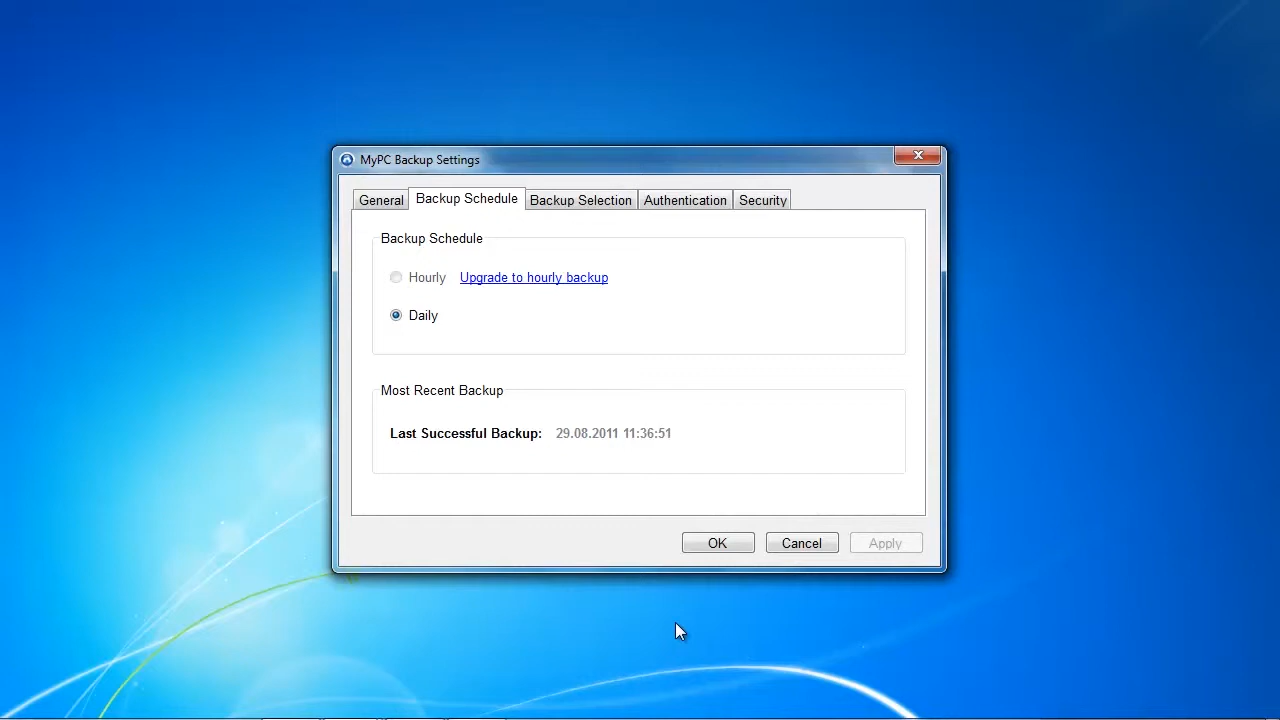 MyPC Backup Settings
General Backup Schedule Backup Selection Authentication Security
Backup Schedule
Hourly Upgrade to hourly backup
Daily
Most Recent Backup
Last Successful Backup: 29.08.2011 11:36:51
OK Cancel Apply